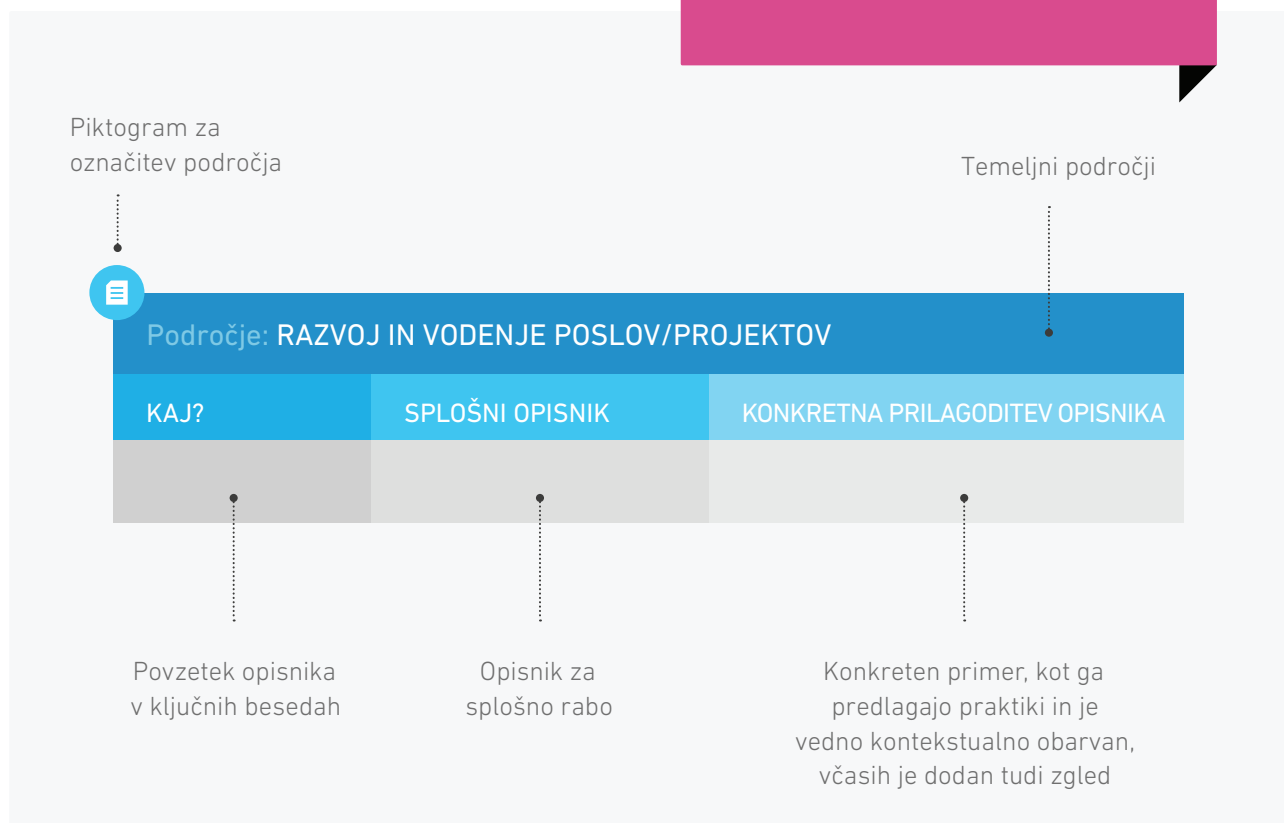 Piktogram za
označitev področja
Temeljni področji
Področje: RAZVOJ IN VODENJE POSLOV/PROJEKTOV
KAJ?
SPLOŠNI OPISNIK
KONKRETNA PRILAGODITEV OPISNIKA
Povzetek opisnika
v ključnih besedah
Opisnik za
splošno rabo
Konkreten primer, kot ga
predlagajo praktiki in je
vedno kontekstualno obarvan,
včasih je dodan tudi zgled